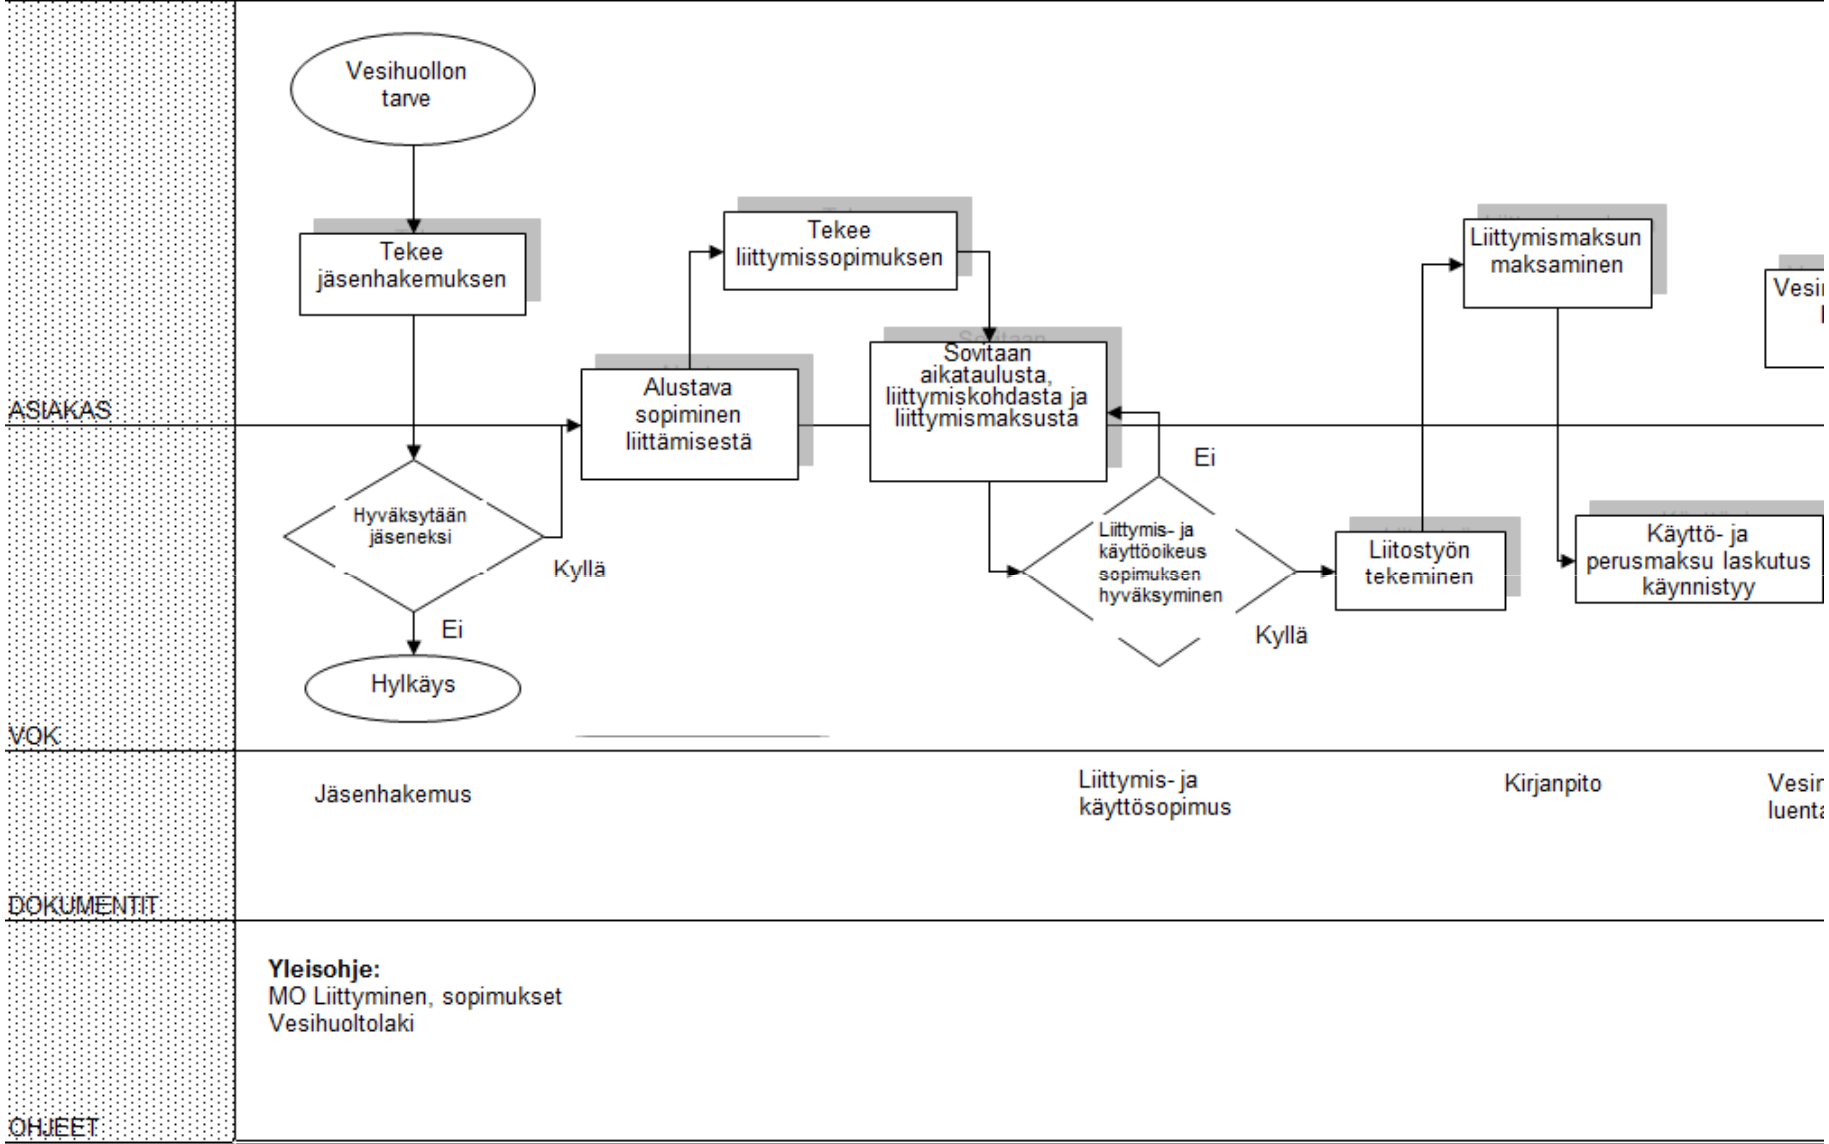 Vesihuollon
tarve
Tekee
jäsenhakemuksen
Tekee
liittymissopimuksen
Liittymismaksun
maksaminen
Sovitaan
aikataulusta,
liittymiskohdasta ja
liittymismaksusta
Alustava
sopiminen
liittämisestä
ASIAKAS
Hyväksytään
jäseneksi
Kyllä
Ei
Hylkäys
Ei
Liittymis- ja
käyttöoikeus
sopimuksen
hyväksyminen
Kyllä
Liitostyön
tekeminen
Käyttö- ja
perusmaksu laskutus
käynnistyy
VOK
Jäsenhakemus
Liittymis- ja
käyttösopimus
Kirjanpito
DOKUMENTIT
Yleisohje:
MO Liittyminen, sopimukset
Vesihuoltolaki
OHJEET